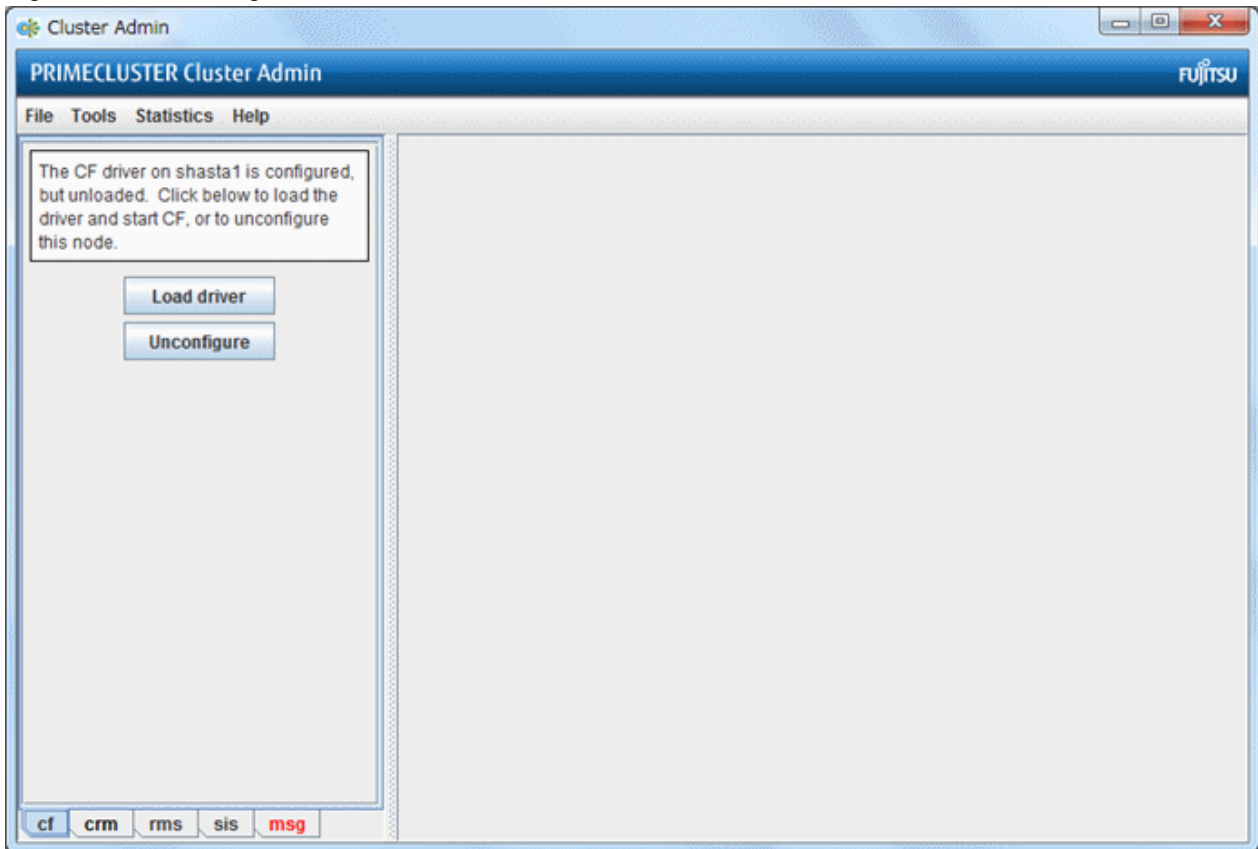 Cluster Admin
PRIMECLUSTER Cluster Admin
FUJITSU
File Tools Statistics Help
The CF driver on shasta1 is configured,
but unloaded. Click below to load the
driver and start CF, or to unconfigure
this node.
Load driver
Unconfigure
cf crm rms sis msg